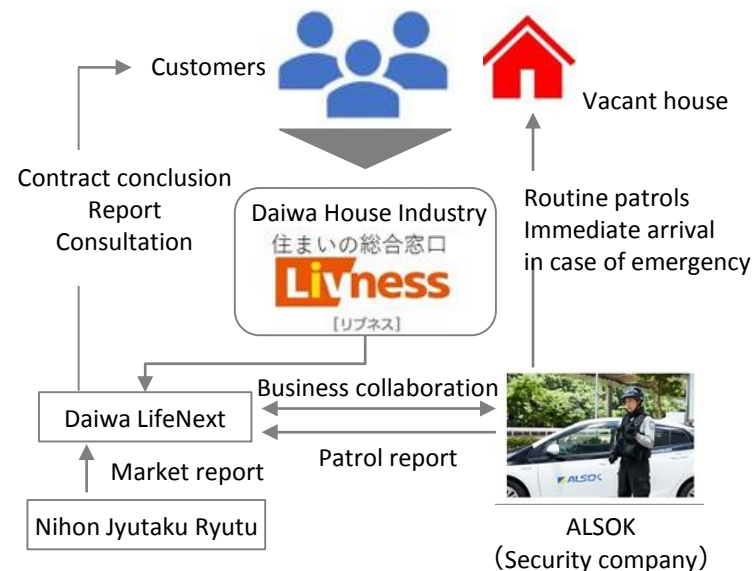 Customers
Vacant house
Contract conclusion
Report
Consultation
Routine patrols
Immediate arrival
in case of emergency
Daiwa House Industry
住まいの総合窓口
Livness
[リブネス]
Business collaboration
Daiwa LifeNext
Market report
Patrol report
ALSOK
Nihon Jyutaku Ryutu
ALSOK
（Security company）